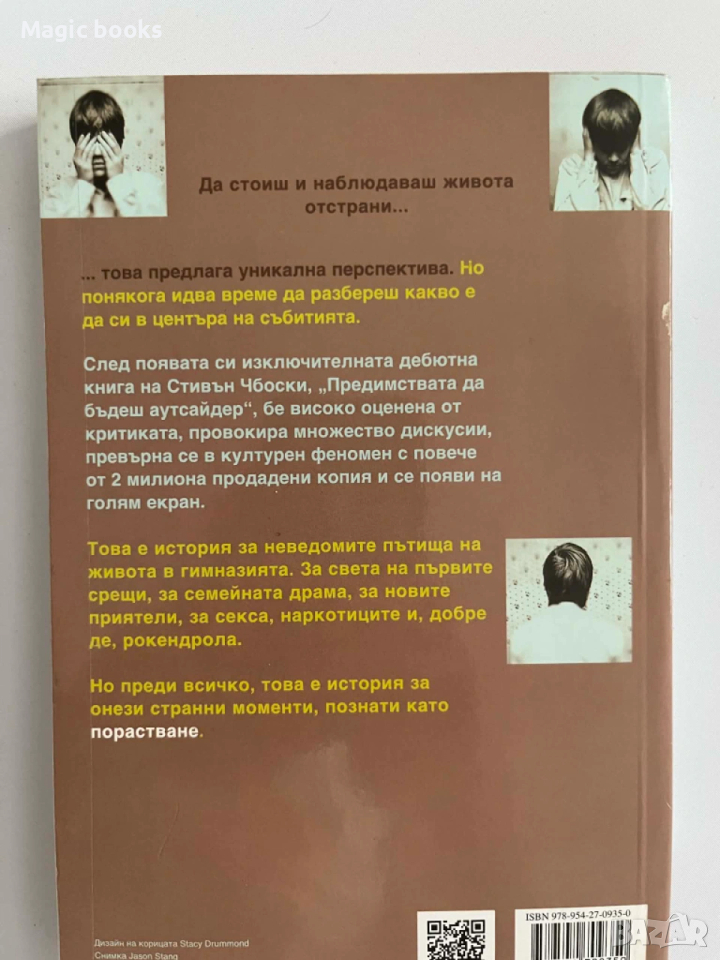 Magic books
Да стоиш и наблюдаваш живота
отстрани...
... това предлага уникална перспектива. Но
понякога идва време да разбереш какво е
да си в центъра на събитията.
След появата си изключителната дебютна
книга на Стивън Чбоски, „Предимствата да
бъдеш аутсайдер“, бе високо оценена от
критиката, провокира множество дискусии,
превърна се в културен феномен с повече
от 2 милиона продадени копия и се появи на
голям екран.
Това е история за неведомите пътища на
живота в гимназията. За света на първите
срещи, за семейната драма, за новите
приятели, за секса, наркотиците и, добре
де, рокендрола.
Но преди всичко, това е история за
онези странни моменти, познати като
порастване.
ISBN 978-954-27-0935-0
Дизайн на корицата Stacy Drummond
Снимка Jason Stang
BAZAR